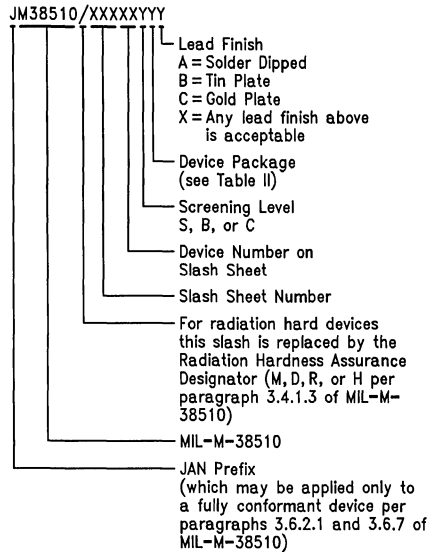 JM38510/XXXXXYYY
Lead Finish
A = Solder Dipped
B = Tin Plate
C = Gold Plate
X = Any lead finish above
is acceptable
Device Package
(see Table II)
Screening Level
S, B, or C
Device Number on
Slash Sheet
Slash Sheet Number
For radiation hard devices
this slash is replaced by the
Radiation Hardness Assurance
Designator (M, D, R, or H per
paragraph 3.4.1.3 of MIL-M-
38510)
MIL-M-38510
JAN Prefix
(which may be applied only to
a fully conformant device per
paragraphs 3.6.2.1 and 3.6.7 of
MIL-M-38510)